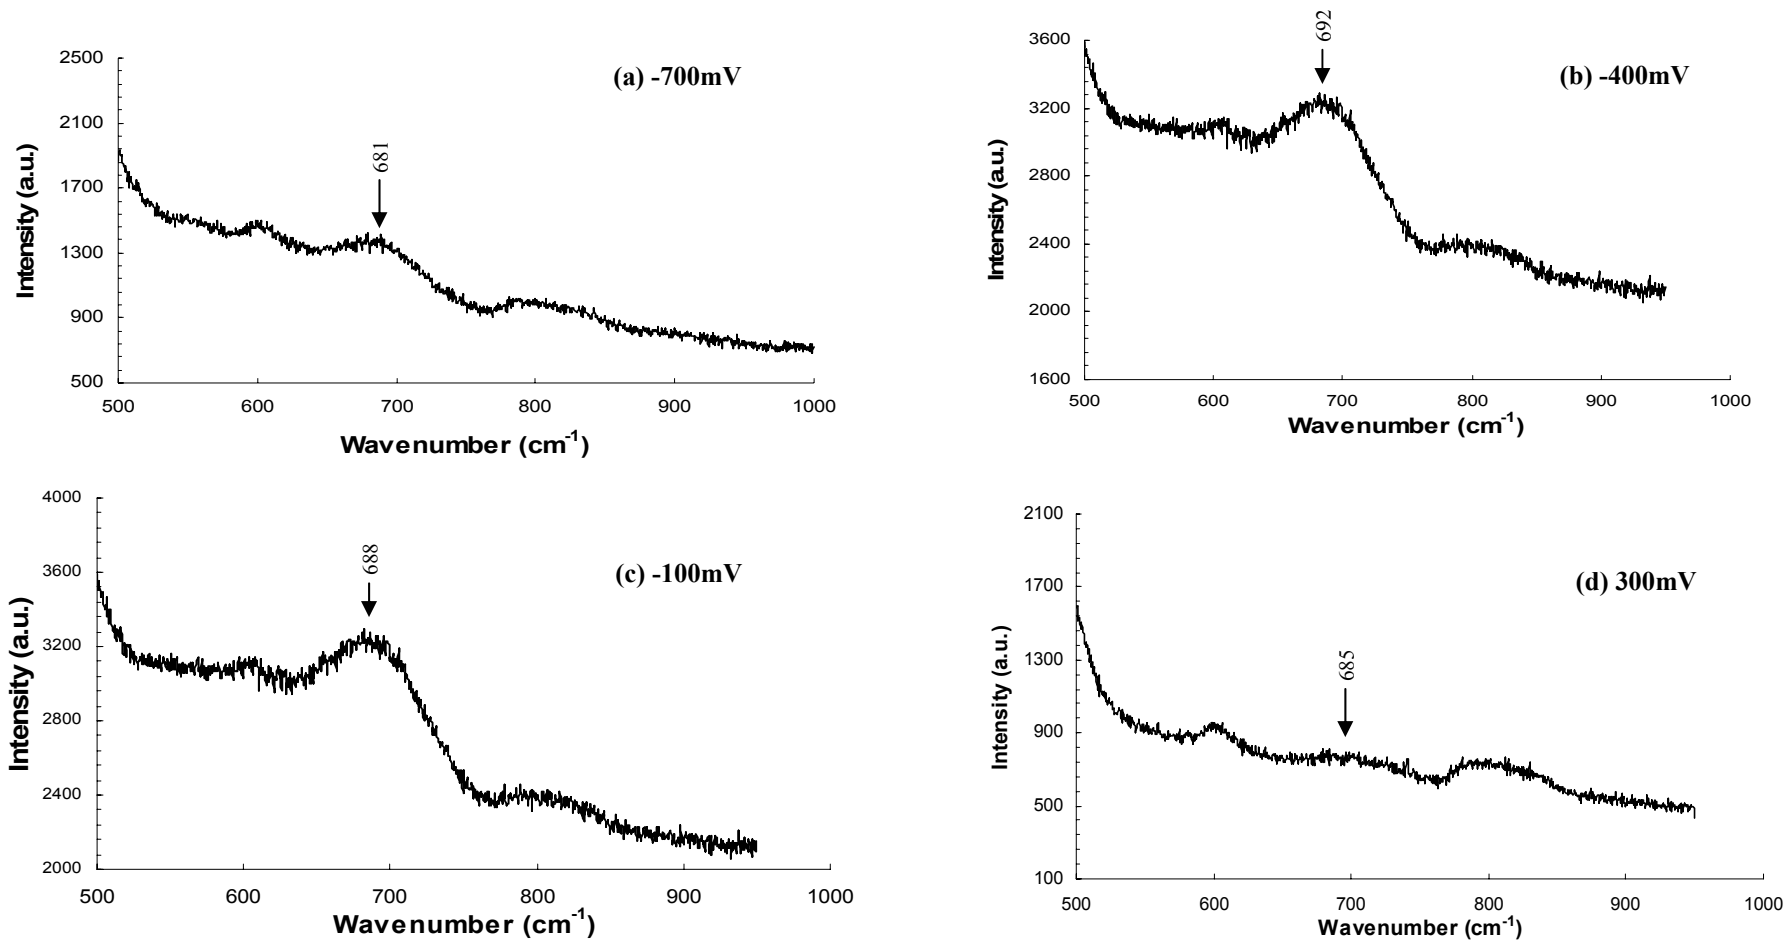 (a) -700mV
681
2500
2100
1700
1300
900
500
Intensity (a.u.)
500 600 700 800 900 1000
Wavenumber (cm-1)
(b) -400mV
692
3600
3200
2800
2400
2000
1600
Intensity (a.u.)
500 600 700 800 900 1000
Wavenumber (cm-1)
(c) -100mV
688
4000
3600
3200
2800
2400
2000
Intensity (a.u.)
500 600 700 800 900 1000
Wavenumber (cm-1)
(d) 300mV
685
2100
1700
1300
900
500
100
Intensity (a.u.)
500 600 700 800 900 1000
Wavenumber (cm-1)